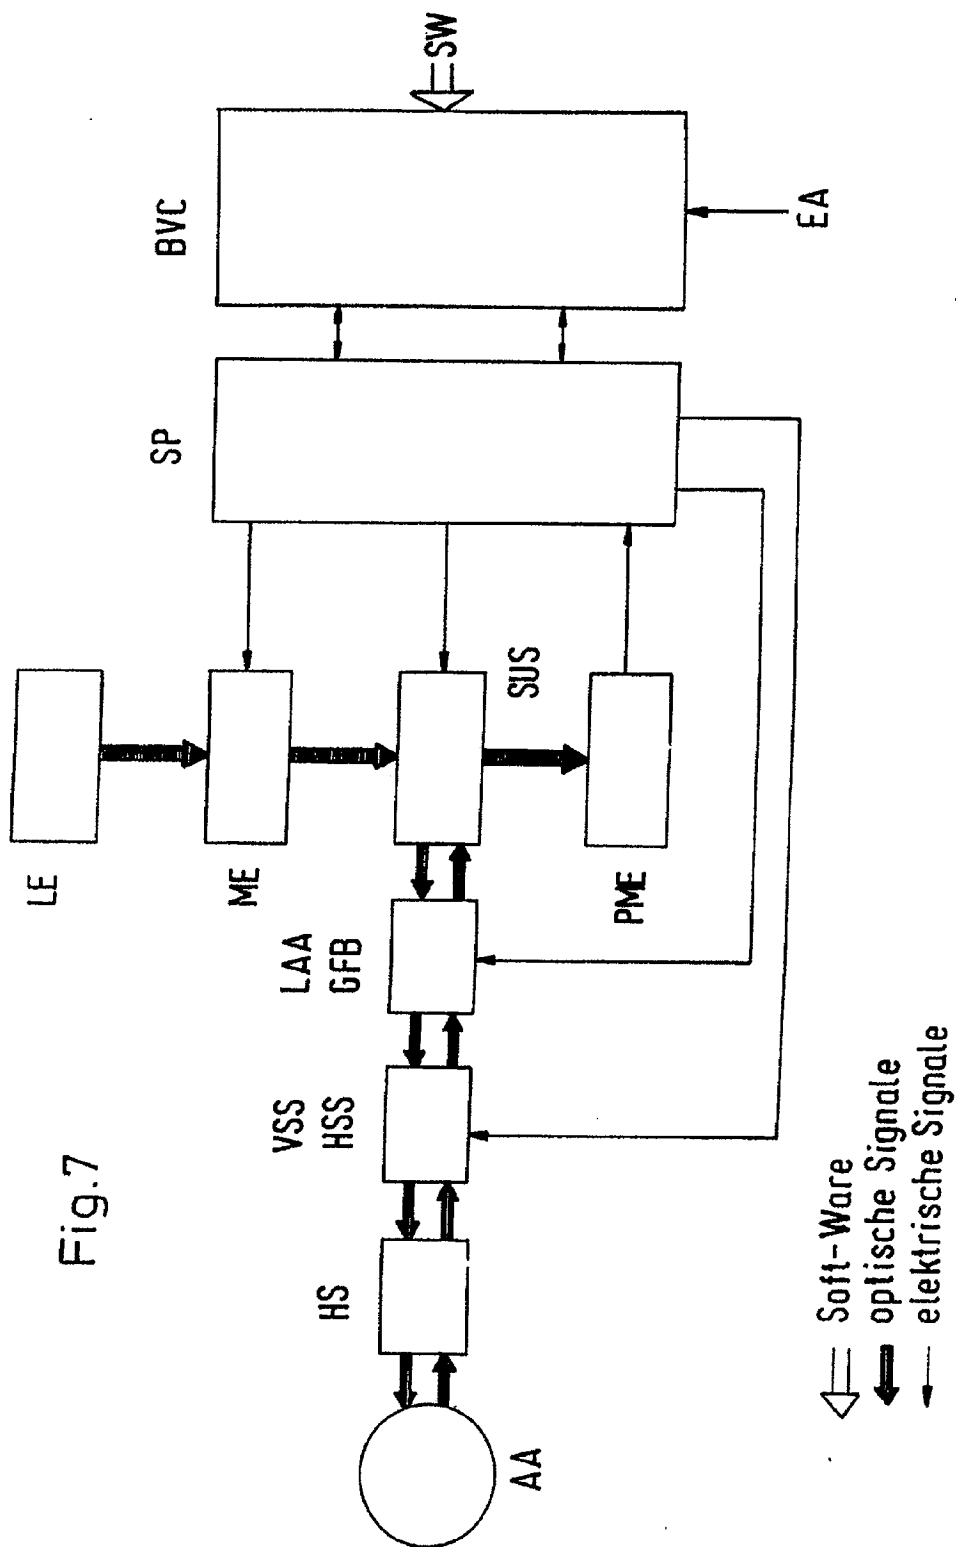 Fig.7
LE
ME
SUS
PME
LAA
GFB
VSS
HSS
HS
AA
SP
BVC
SW
EA
Soft-Ware
optische Signale
elektrische Signale